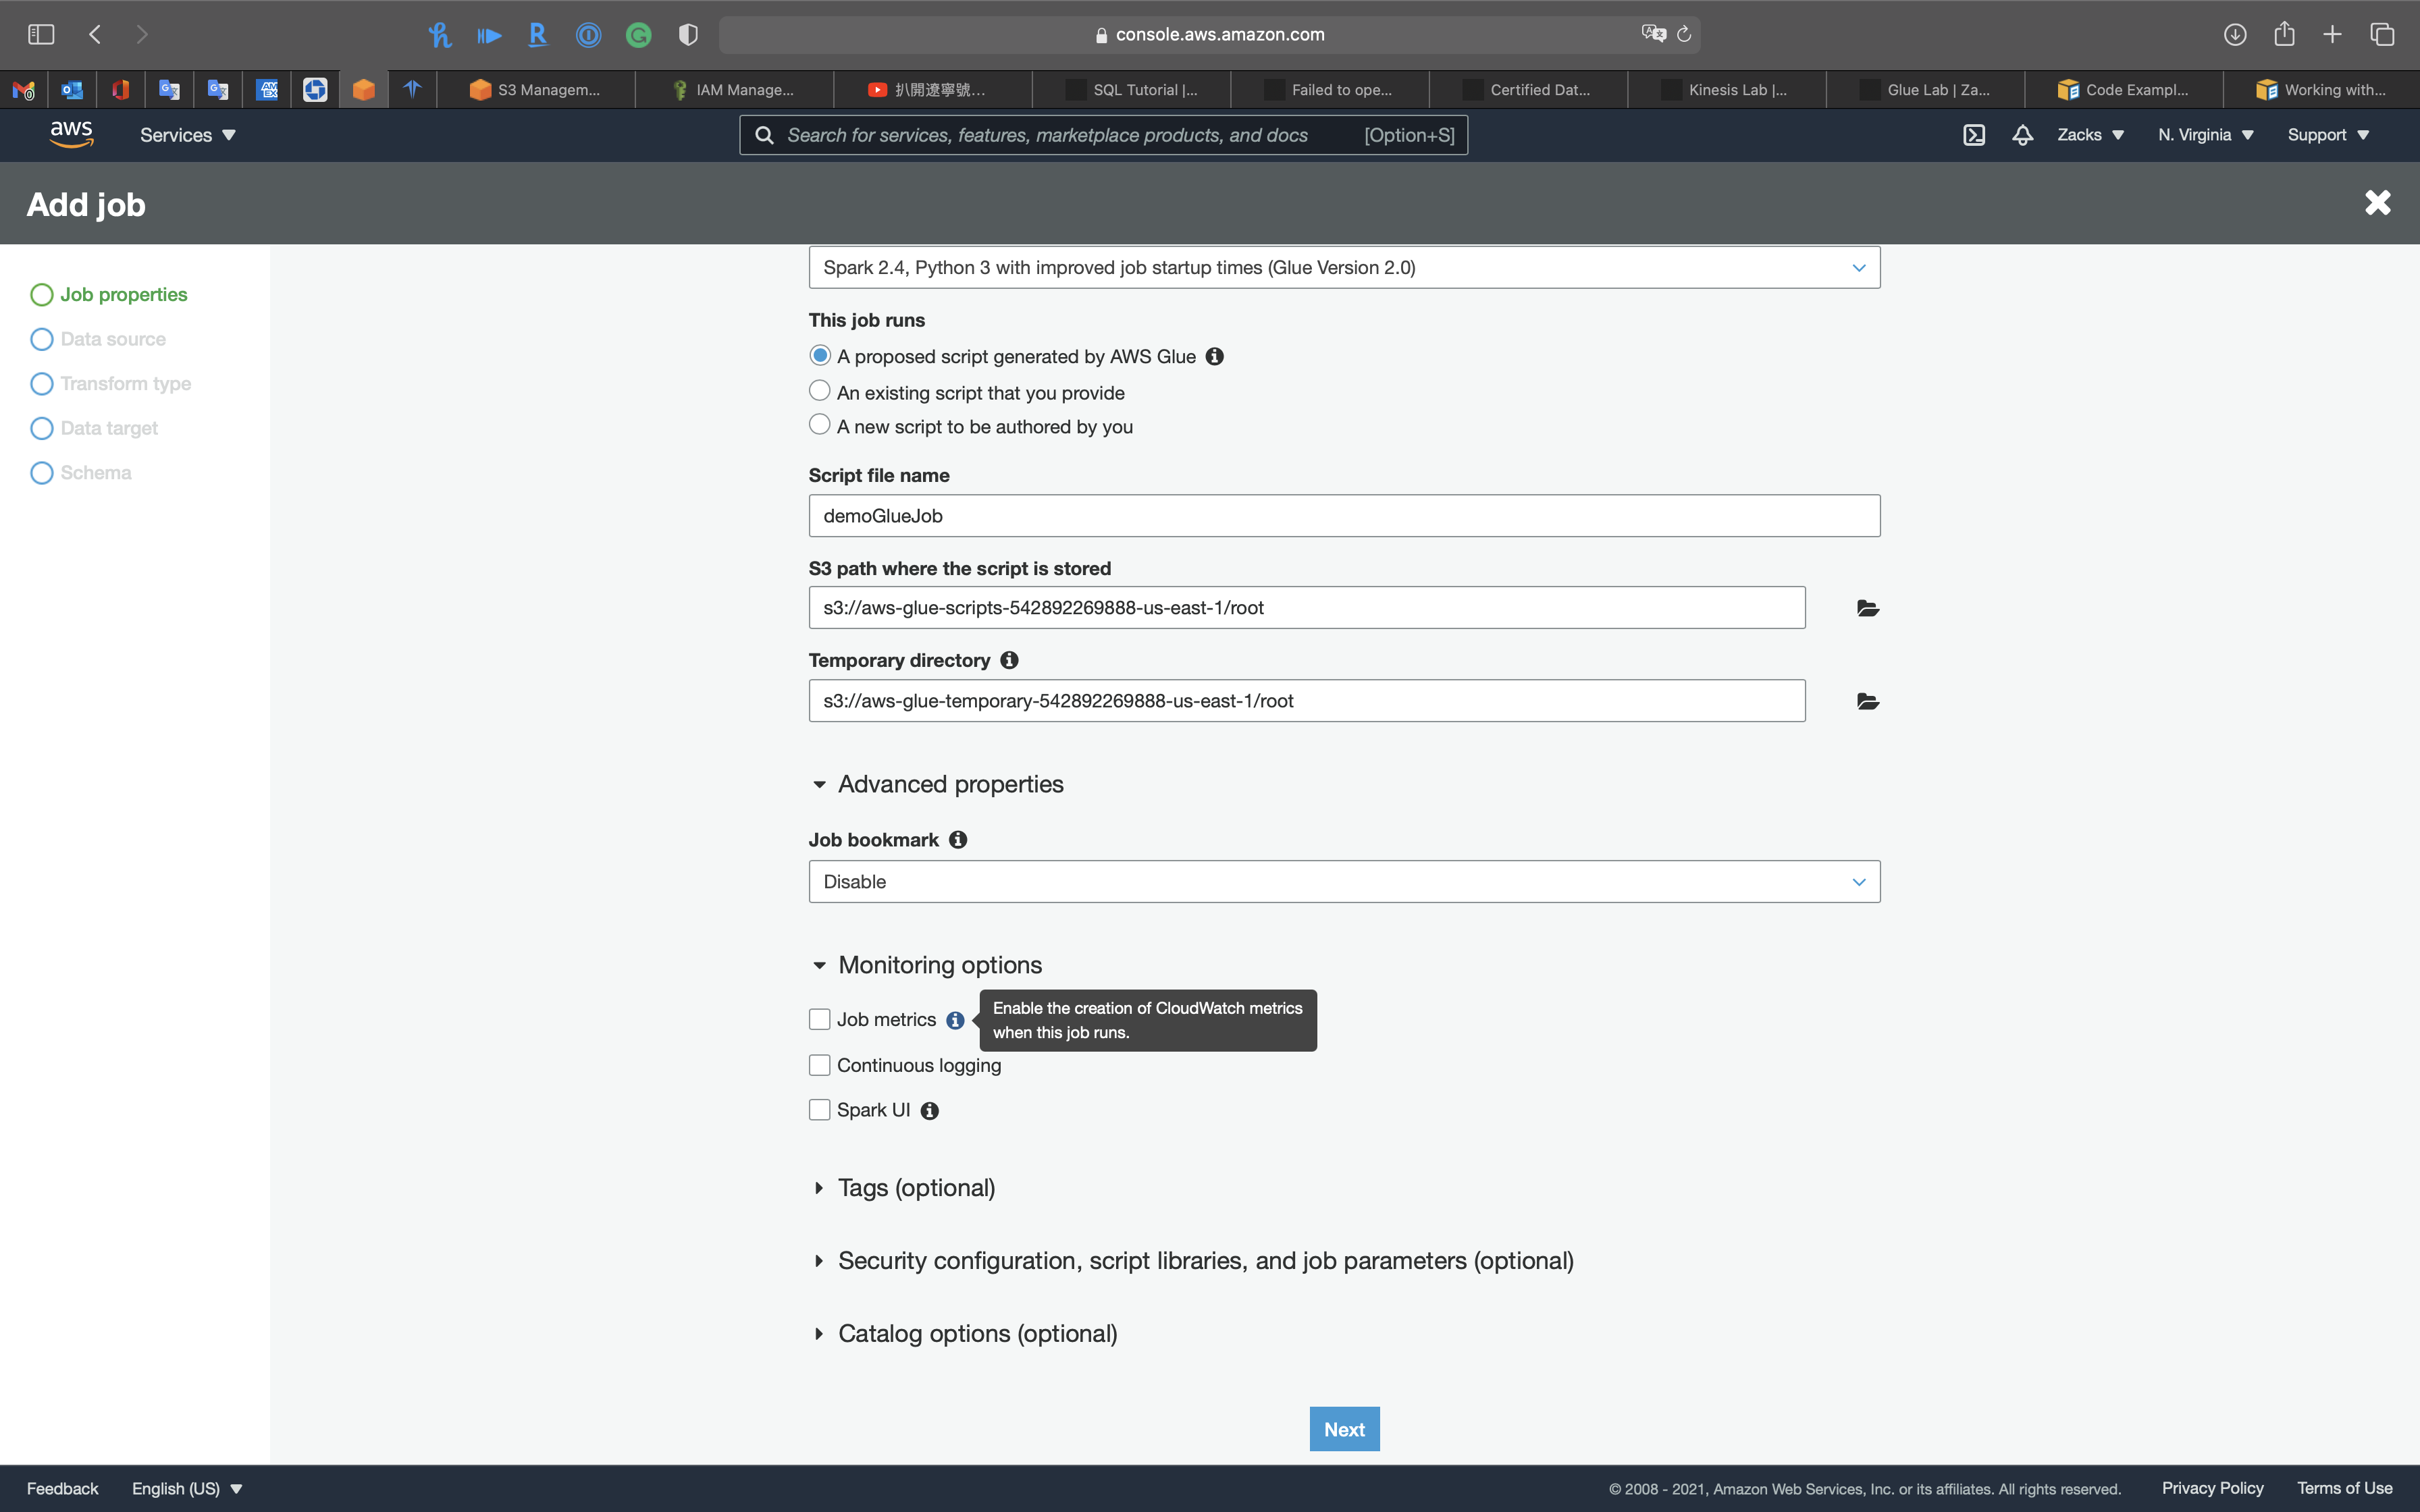 console.aws.amazon.com
S3 Managem...
IAM Manage...
扒開遼寧號...
SQL Tutorial |...
Failed to ope...
Certified Dat...
Kinesis Lab |...
Glue Lab | Za...
Code Exampl...
Working with...
aws
Services
Search for services, features, marketplace products, and docs [Option+S]
Zacks
N. Virginia
Support
Add job
Job properties
Data source
Transform type
Data target
Schema
Spark 2.4, Python 3 with improved job startup times (Glue Version 2.0)
This job runs
A proposed script generated by AWS Glue
An existing script that you provide
A new script to be authored by you
Script file name
demoGlueJob
S3 path where the script is stored
s3://aws-glue-scripts-542892269888-us-east-1/root
Temporary directory
s3://aws-glue-temporary-542892269888-us-east-1/root
Advanced properties
Job bookmark
Disable
Monitoring options
Job metrics
Enable the creation of CloudWatch metrics
when this job runs.
Continuous logging
Spark UI
Tags (optional)
Security configuration, script libraries, and job parameters (optional)
Catalog options (optional)
Next
Feedback
English (US)
© 2008 - 2021, Amazon Web Services, Inc. or its affiliates. All rights reserved.
Privacy Policy
Terms of Use